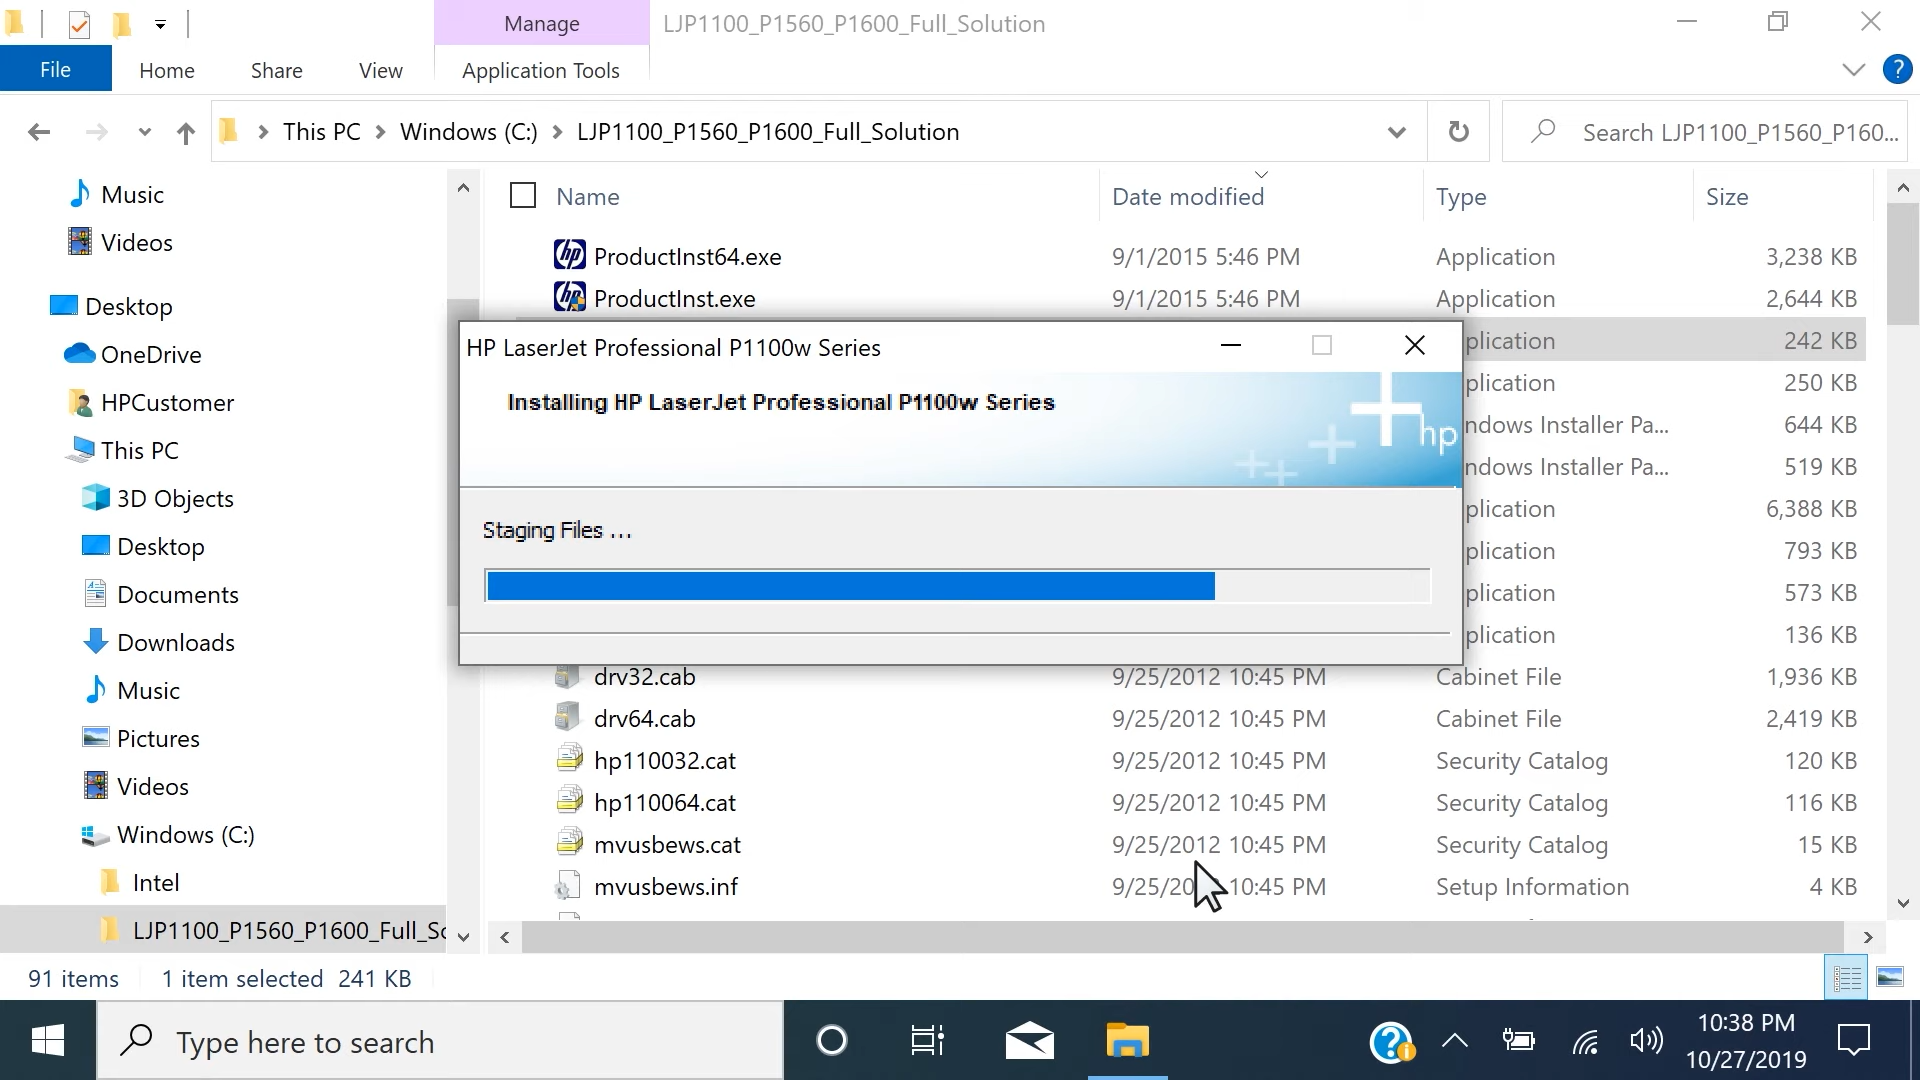 Manage
LJP1100_P1560_P1600_Full_Solution
File
Home
Share
View
Application Tools
This PC
Windows (C:)
LJP1100_P1560_P1600_Full_Solution
Search LJP1100_P1560_P160...
Name
Date modified
Type
Size
Music
Videos
Desktop
OneDrive
HPCustomer
This PC
3D Objects
Desktop
Documents
Downloads
Music
Pictures
Videos
Windows (C:)
Intel
LJP1100_P1560_P1600_Full_So
ProductInst64.exe 9/1/2015 5:46 PM Application 3,238 KB
ProductInst.exe 9/1/2015 5:46 PM Application 2,644 KB
plication 242 KB
plication 250 KB
ndows Installer Pa... 644 KB
ndows Installer Pa... 519 KB
plication 6,388 KB
plication 793 KB
plication 573 KB
plication 136 KB
HP LaserJet Professional P1100w Series
Installing HP LaserJet Professional P1100w Series
hp
Staging Files ...
drv32.cab 9/25/2012 10:45 PM Cabinet File 1,936 KB
drv64.cab 9/25/2012 10:45 PM Cabinet File 2,419 KB
hp110032.cat 9/25/2012 10:45 PM Security Catalog 120 KB
hp110064.cat 9/25/2012 10:45 PM Security Catalog 116 KB
mvusbews.cat 9/25/2012 10:45 PM Security Catalog 15 KB
mvusbews.inf 9/25/20 10:45 PM Setup Information 4 KB
91 items
1 item selected 241 KB
Type here to search
10:38 PM
10/27/2019